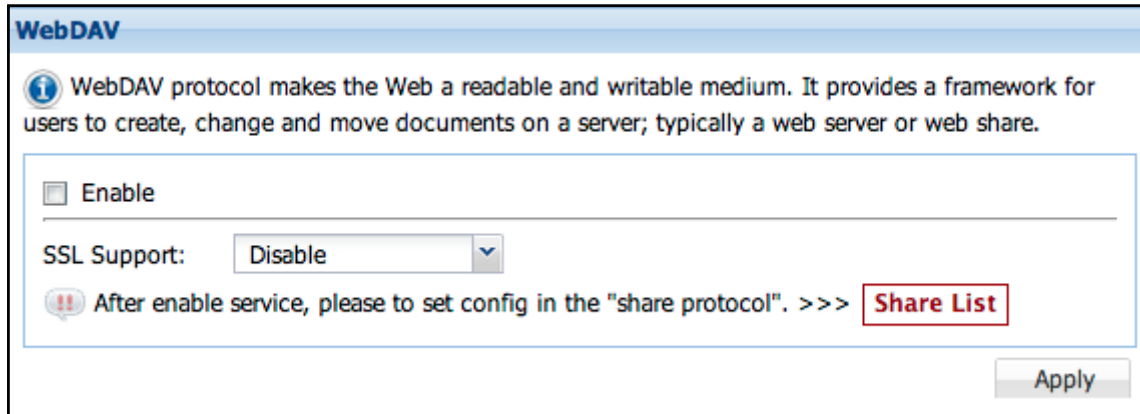 WebDAV
WebDAV protocol makes the Web a readable and writable medium. It provides a framework for
users to create, change and move documents on a server; typically a web server or web share.
Enable
SSL Support: Disable
!! After enable service, please to set config in the "share protocol". >>> Share List
Apply